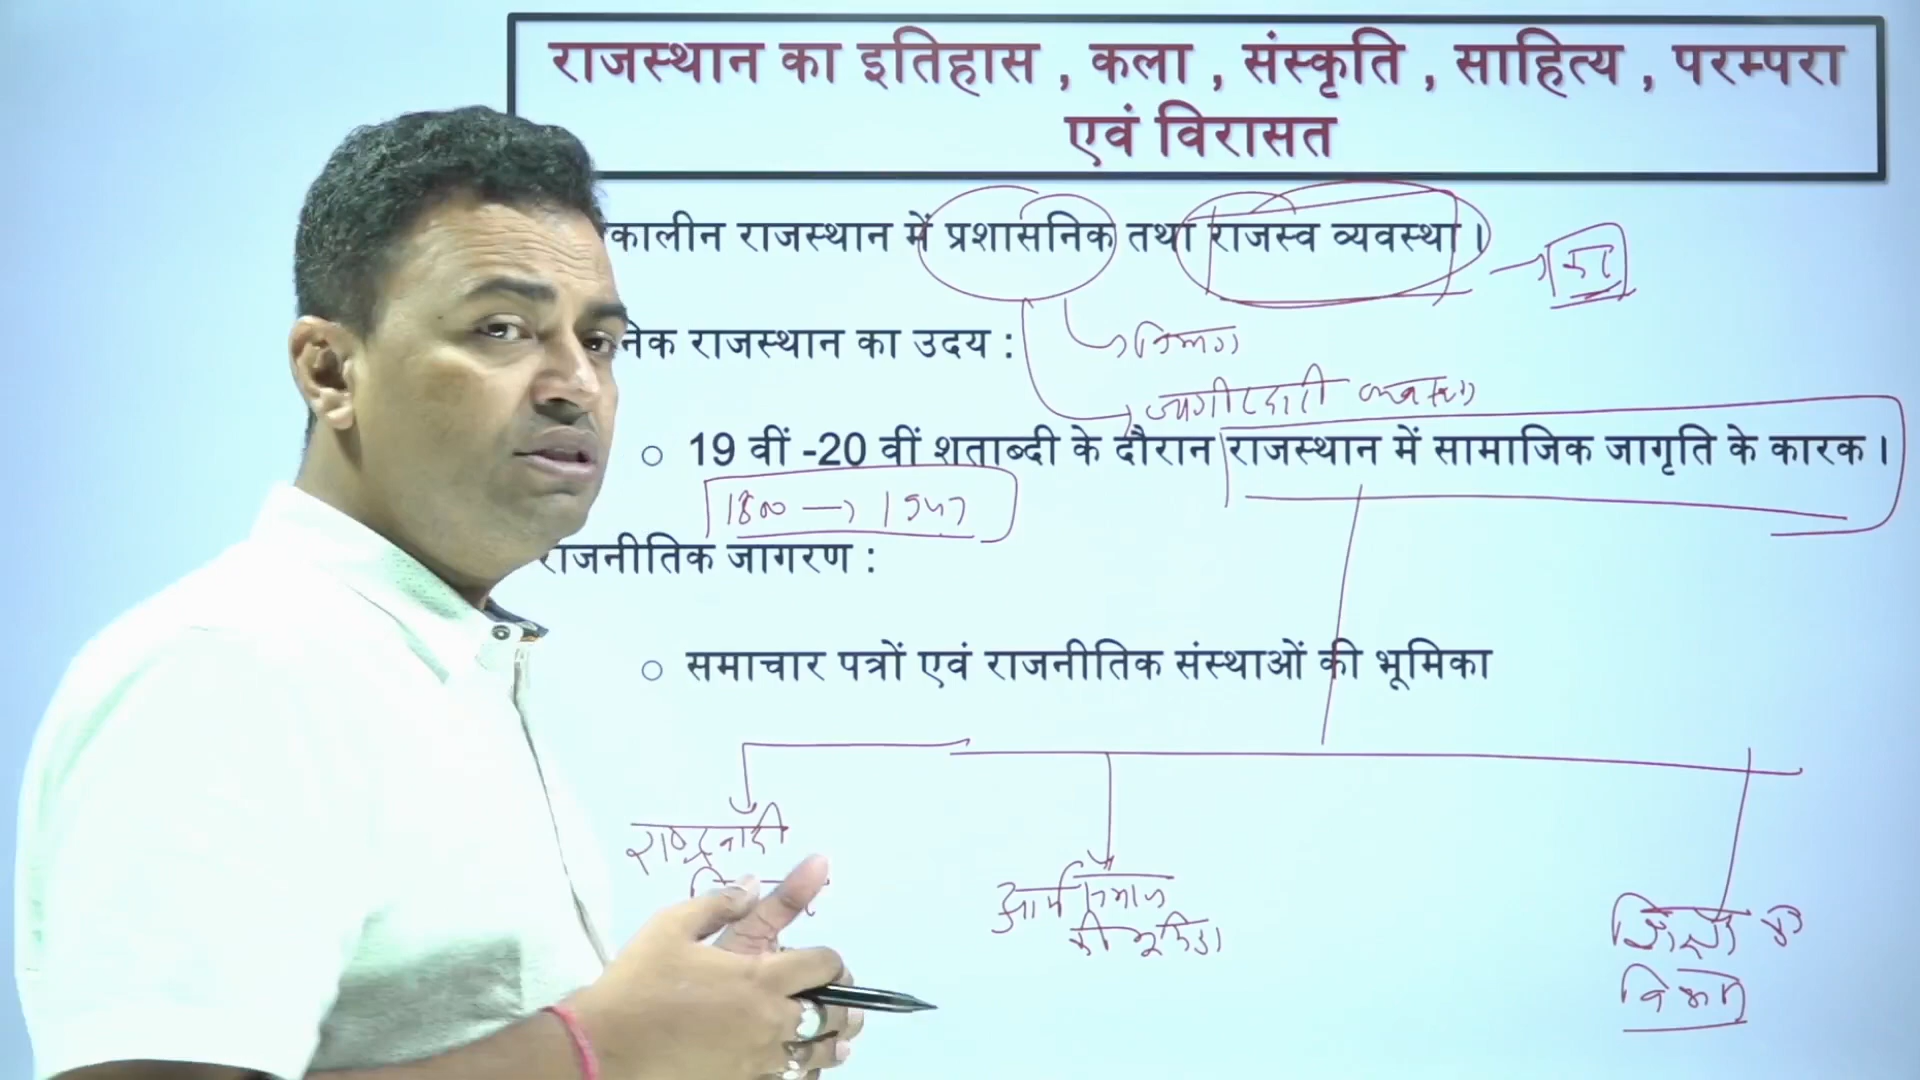 राजस्थान का इतिहास , कला , संस्कृति , साहित्य , परम्परा
एवं विरासत
कालीन राजस्थान में प्रशासनिक तथा राजस्व व्यवस्था ।
कर
निक राजस्थान का उदय :
विभाग
जागीरदारी व्यवस्था
19 वीं -20 वीं शताब्दी के दौरान राजस्थान में सामाजिक जागृति के कारक ।
1800 → 1947
राजनीतिक जागरण :
समाचार पत्रों एवं राजनीतिक संस्थाओं की भूमिका
राष्ट्रवादी
आर्य समाज
की भूमिका
शिक्षा का
विकास